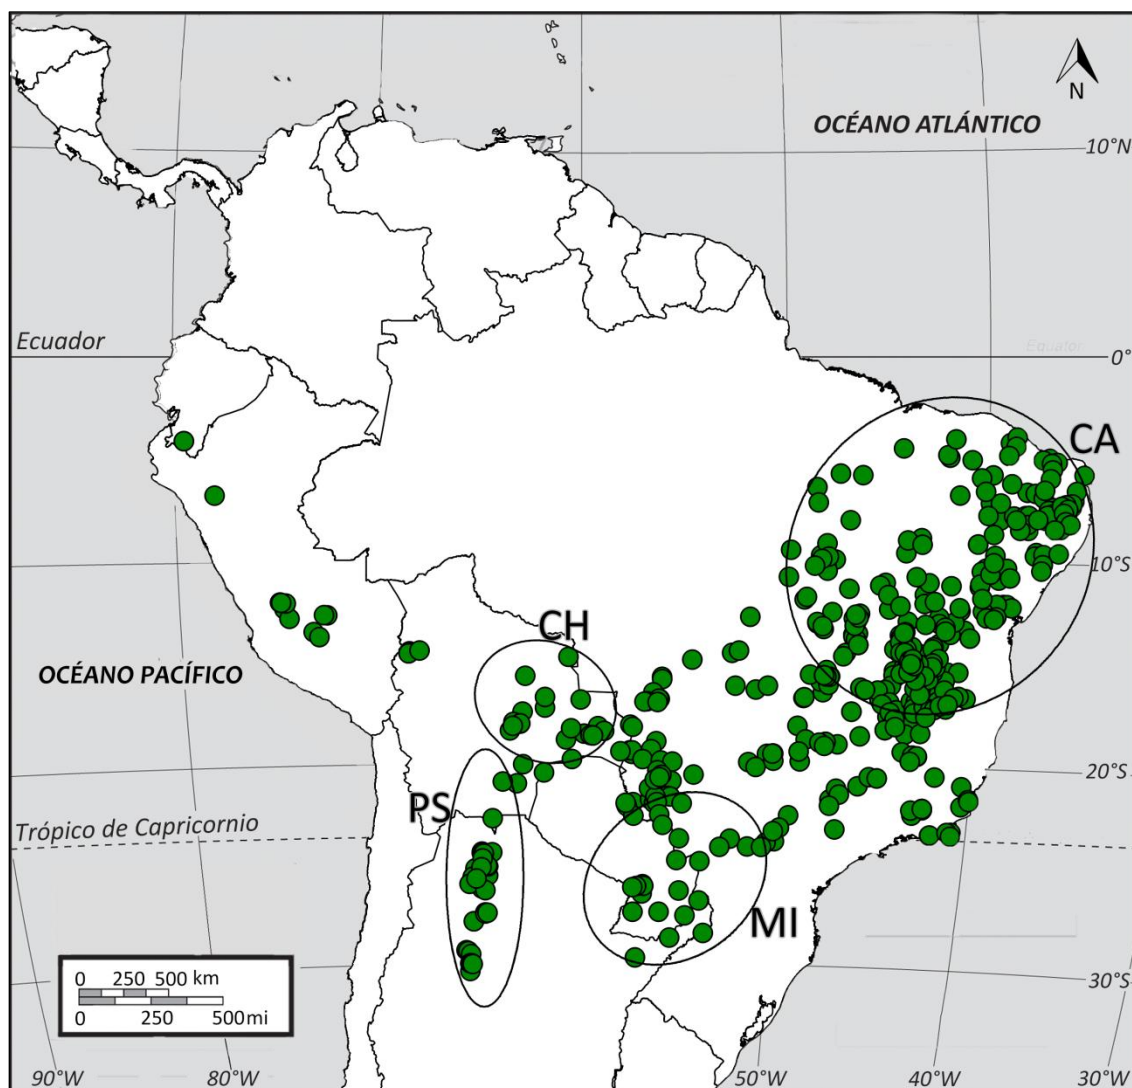 N
OCÉANO ATLÁNTICO
10°N
Ecuador
Equator
0°
CA
10°S
CH
OCÉANO PACÍFICO
PS
20°S
Trópico de Capricornio
MI
0 250 500 km
0 250 500mi
30°S
90°W 80°W 50°W 40°W 30°W